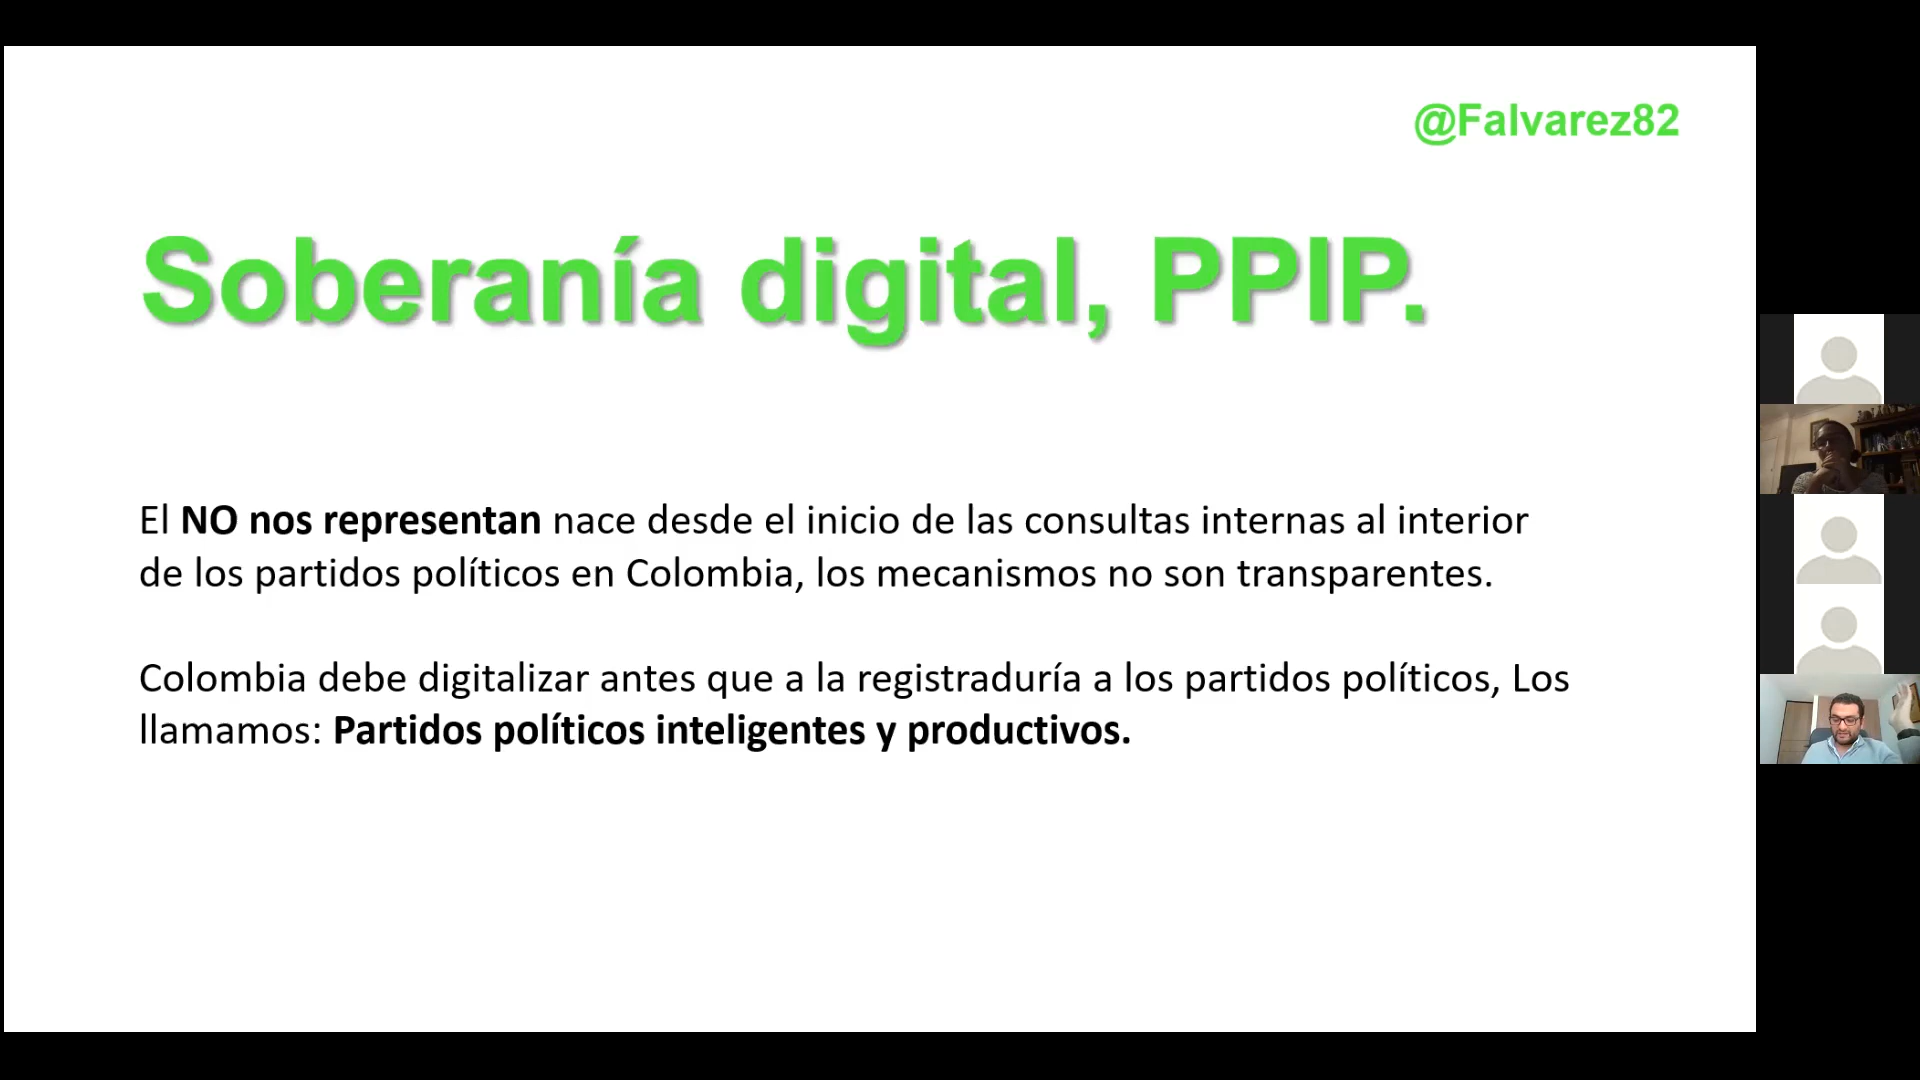 @Falvarez82
Soberanía digital, PPIP.
El NO nos representan nace desde el inicio de las consultas internas al interior
de los partidos políticos en Colombia, los mecanismos no son transparentes.
Colombia debe digitalizar antes que a la registraduría a los partidos políticos, Los
llamamos: Partidos políticos inteligentes y productivos.